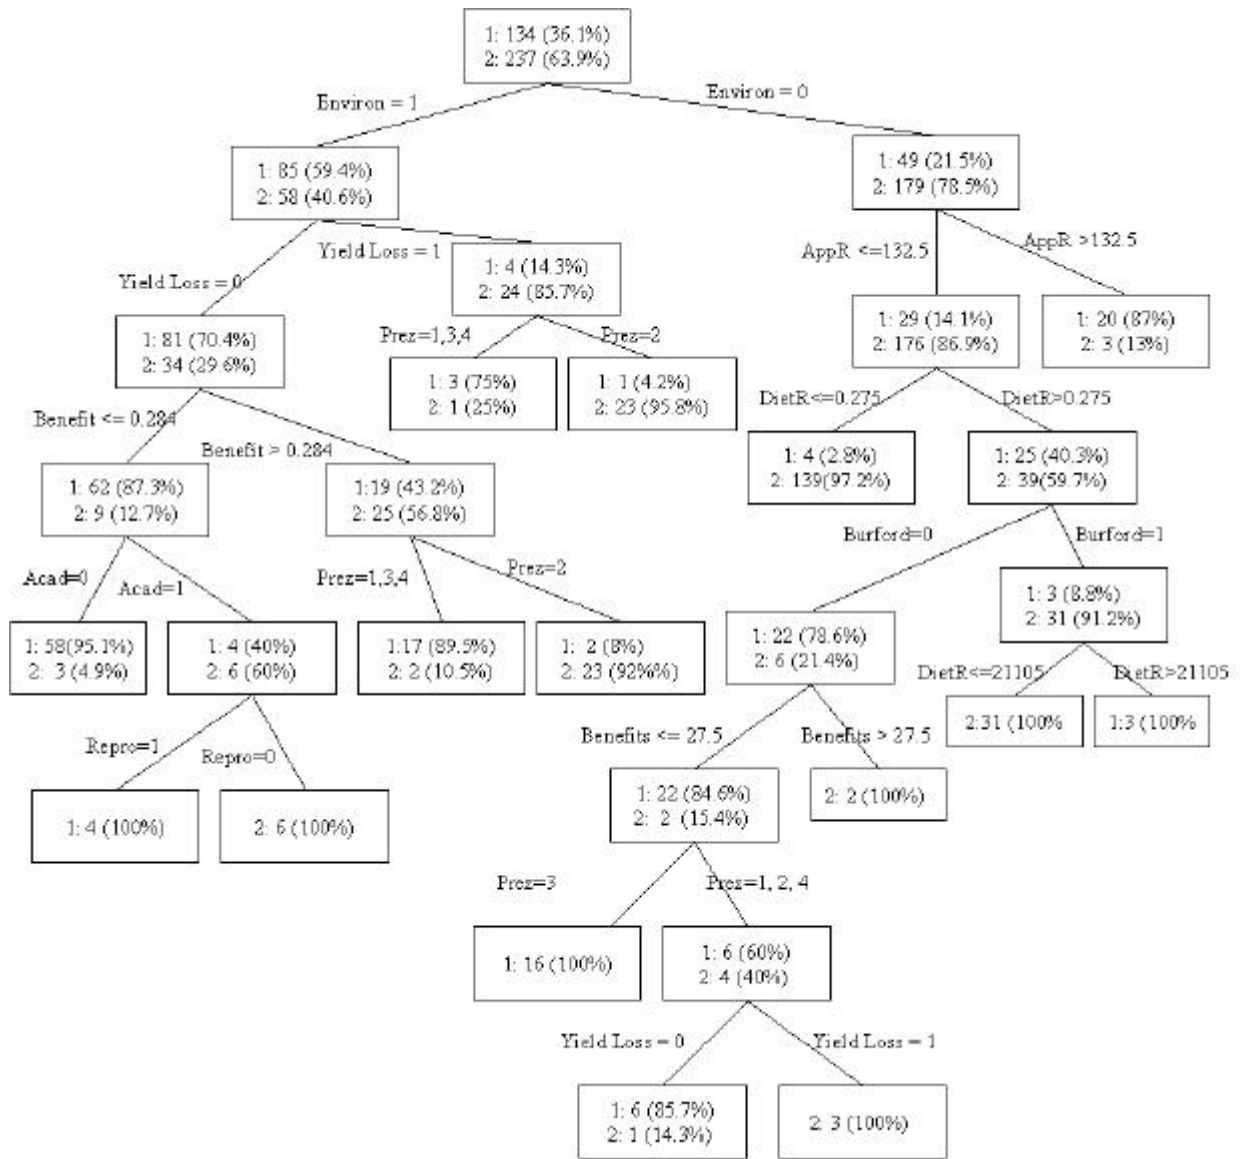 1: 134 (36.1%)
2: 237 (63.9%)
Environ = 1
Environ = 0
1: 85 (59.4%)
2: 58 (40.6%)
1: 49 (21.5%)
2: 179 (78.5%)
Yield Loss = 0
Yield Loss = 1
AppR <=132.5
AppR >132.5
1: 4 (14.3%)
2: 24 (85.7%)
1: 81 (70.4%)
2: 34 (29.6%)
Prez=1,3,4
Prez=2
1: 29 (14.1%)
2: 176 (86.9%)
1: 20 (87%)
2: 3 (13%)
1: 3 (75%)
2: 1 (25%)
1: 1 (4.2%)
2: 23 (95.8%)
DietR<=0.275
DietR>0.275
Benefit <= 0.284
Benefit > 0.284
1: 4 (2.8%)
2: 139(97.2%)
1: 25 (40.3%)
2: 39(59.7%)
1: 62 (87.3%)
2: 9 (12.7%)
1:19 (43.2%)
2: 25 (56.8%)
Burford=0
Burford=1
Acad=0
Acad=1
Prez=1,3,4
Prez=2
1: 3 (8.8%)
2: 31 (91.2%)
1: 58(95.1%)
2: 3 (4.9%)
1: 4 (40%)
2: 6 (60%)
1:17 (89.5%)
2: 2 (10.5%)
1: 2 (8%)
2: 23 (92%%)
1: 22 (78.6%)
2: 6 (21.4%)
DietR<=21105
DietR>21105
2:31 (100%
1:3 (100%
Repro=1
Repro=0
Benefits <= 27.5
Benefits > 27.5
1: 4 (100%)
2: 6 (100%)
1: 22 (84.6%)
2: 2 (15.4%)
2: 2 (100%)
Prez=3
Prez=1, 2, 4
1: 16 (100%)
1: 6 (60%)
2: 4 (40%)
Yield Loss = 0
Yield Loss = 1
1: 6 (85.7%)
2: 1 (14.3%)
2: 3 (100%)